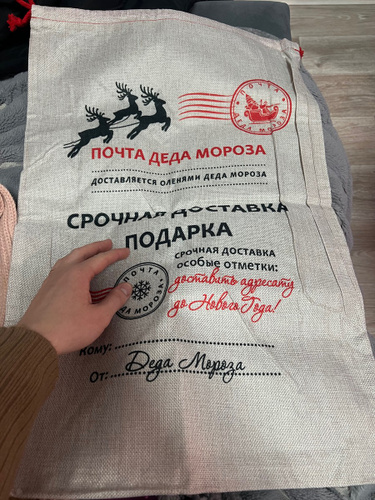 ПОЧТА
ДЕДА МОРОЗА
ПОЧТА ДЕДА МОРОЗА
ДОСТАВЛЯЕТСЯ ОЛЕНЯМИ ДЕДА МОРОЗА
СРОЧНАЯ ДОСТАВКА
ПОДАРКА
СРОЧНАЯ ДОСТАВКА
особые отметки:
доставить адресату
до Нового Года!
ПОЧТА
ДЕДА МОРОЗА
Кому:
От: Деда Мороза